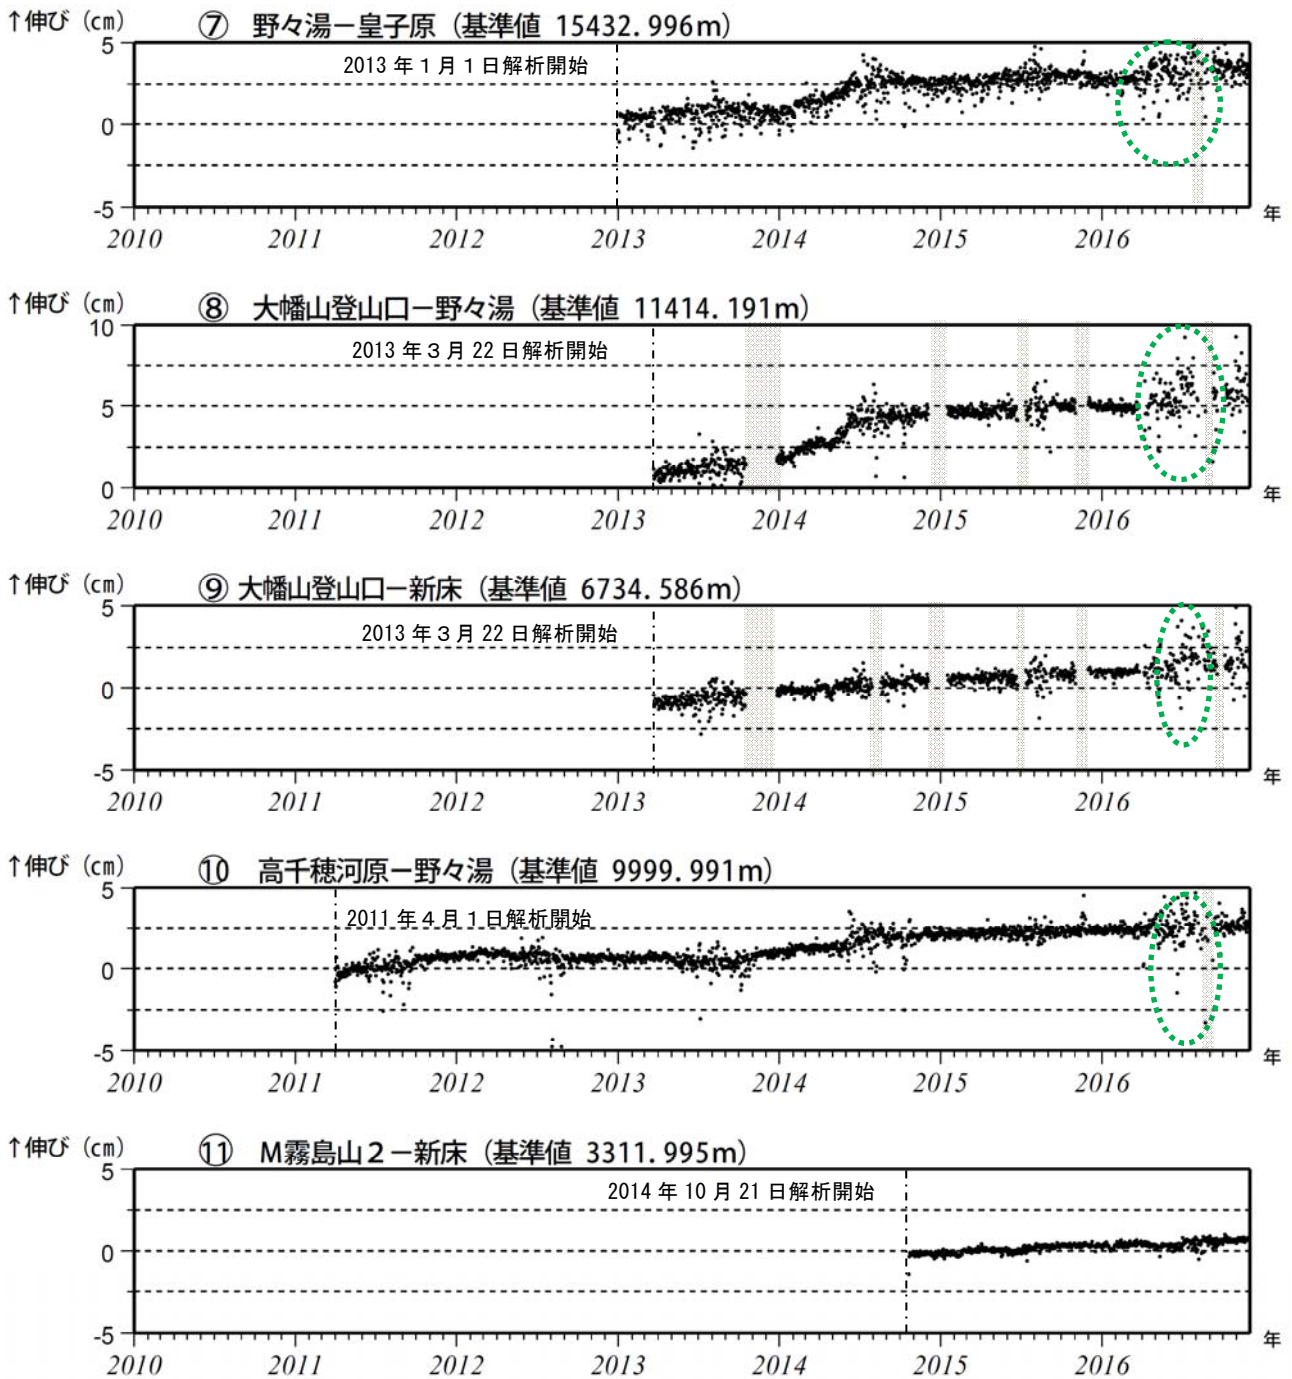 ↑伸び（cm） ⑦ 野々湯－皇子原（基準値 15432.996m）
5
2013 年１月１日解析開始
0
-5
2010 2011 2012 2013 2014 2015 2016 年
↑伸び（cm） ⑧ 大幡山登山口－野々湯（基準値 11414.191m）
10
2013 年３月 22 日解析開始
5
0
2010 2011 2012 2013 2014 2015 2016 年
↑伸び（cm） ⑨ 大幡山登山口－新床（基準値 6734.586m）
5
2013 年３月 22 日解析開始
0
-5
2010 2011 2012 2013 2014 2015 2016 年
↑伸び（cm） ⑩ 高千穂河原－野々湯（基準値 9999.991m）
5
2011 年４月１日解析開始
0
-5
2010 2011 2012 2013 2014 2015 2016 年
↑伸び（cm） ⑪ M霧島山２－新床（基準値 3311.995m）
5
2014 年 10 月 21 日解析開始
0
-5
2010 2011 2012 2013 2014 2015 2016 年